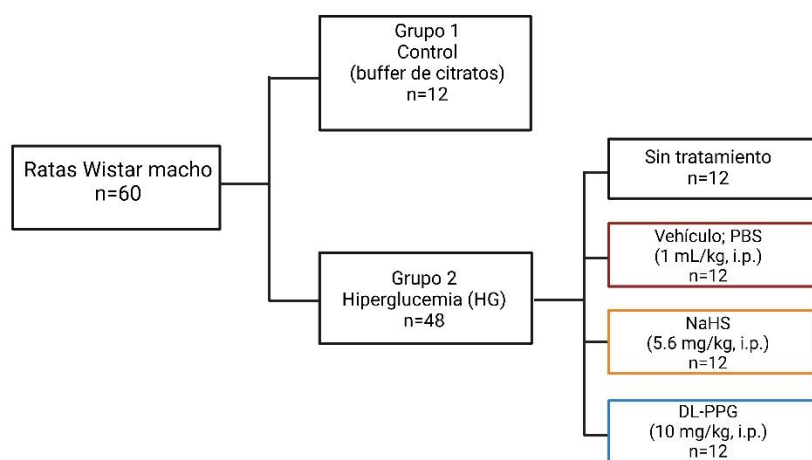 Grupo 1
Control
(buffer de citratos)
n=12
Ratas Wistar macho
n=60
Grupo 2
Hiperglucemia (HG)
n=48
Sin tratamiento
n=12
Vehículo; PBS
(1 mL/kg, i.p.)
n=12
NaHS
(5.6 mg/kg, i.p.)
n=12
DL-PPG
(10 mg/kg, i.p.)
n=12